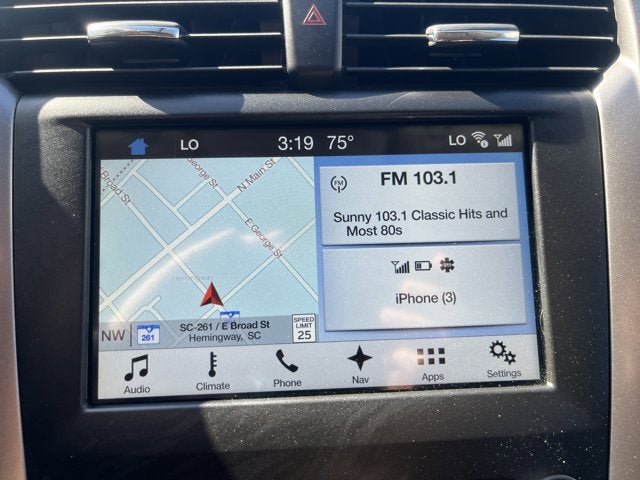 LO 3:19 75° LO
Broad St
George St
N Main St
E George St
Hemingway
FM
FM 103.1
Sunny 103.1 Classic Hits and
Most 80s
iPhone (3)
NW 261 SC-261 / E Broad St
Hemingway, SC
SPEED
LIMIT
25
Audio Climate Phone Nav Apps Settings